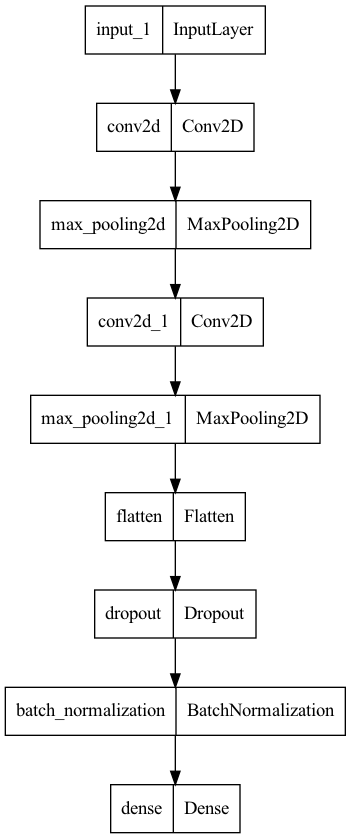 input_1 InputLayer
conv2d Conv2D
max_pooling2d MaxPooling2D
conv2d_1 Conv2D
max_pooling2d_1 MaxPooling2D
flatten Flatten
dropout Dropout
batch_normalization BatchNormalization
dense Dense